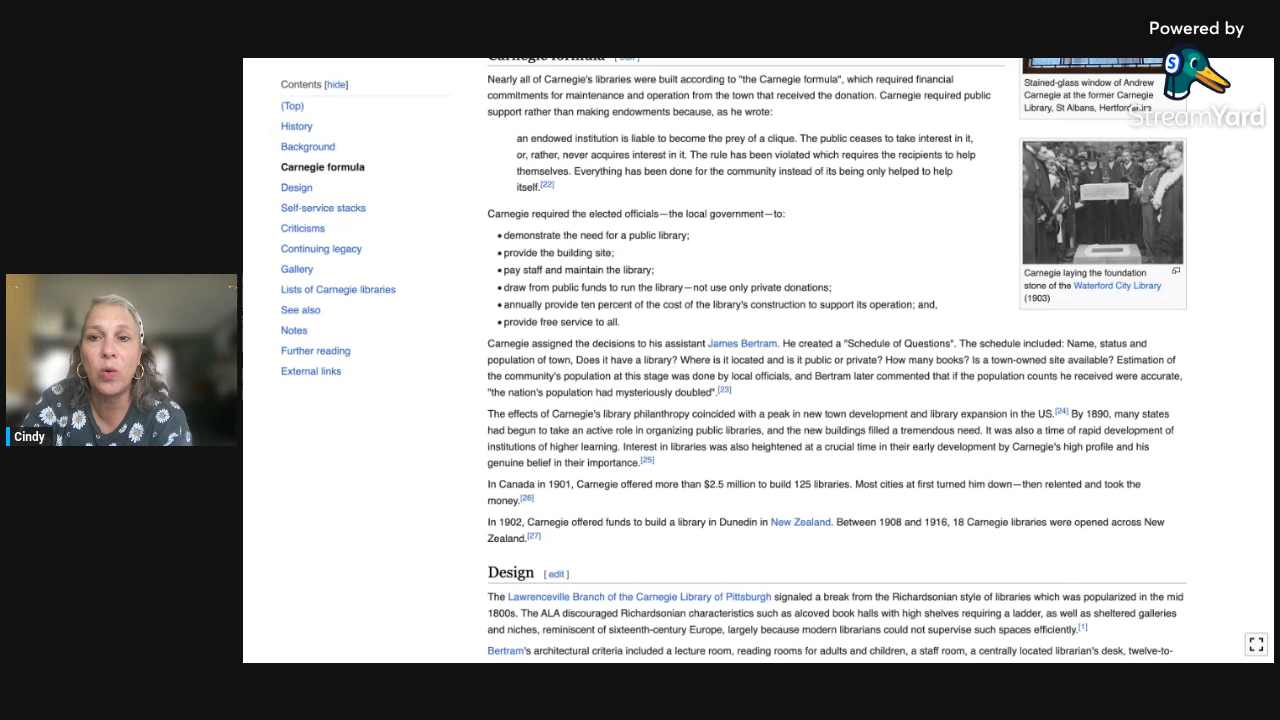 Powered by
StreamYard
Cindy
Contents [hide]
(Top)
History
Background
Carnegie formula
Design
Self-service stacks
Criticisms
Continuing legacy
Gallery
Lists of Carnegie libraries
See also
Notes
Further reading
External links
Carnegie formula [ edit ]
Nearly all of Carnegie's libraries were built according to "the Carnegie formula", which required financial
commitments for maintenance and operation from the town that received the donation. Carnegie required public
support rather than making endowments because, as he wrote:
an endowed institution is liable to become the prey of a clique. The public ceases to take interest in it,
or, rather, never acquires interest in it. The rule has been violated which requires the recipients to help
themselves. Everything has been done for the community instead of its being only helped to help
itself.[22]
Carnegie required the elected officials—the local government—to:
• demonstrate the need for a public library;
• provide the building site;
• pay staff and maintain the library;
• draw from public funds to run the library—not use only private donations;
• annually provide ten percent of the cost of the library's construction to support its operation; and,
• provide free service to all.
Carnegie assigned the decisions to his assistant James Bertram. He created a "Schedule of Questions". The schedule included: Name, status and
population of town, Does it have a library? Where is it located and is it public or private? How many books? Is a town-owned site available? Estimation of
the community's population at this stage was done by local officials, and Bertram later commented that if the population counts he received were accurate,
"the nation's population had mysteriously doubled".[23]
The effects of Carnegie's library philanthropy coincided with a peak in new town development and library expansion in the US.[24] By 1890, many states
had begun to take an active role in organizing public libraries, and the new buildings filled a tremendous need. It was also a time of rapid development of
institutions of higher learning. Interest in libraries was also heightened at a crucial time in their early development by Carnegie's high profile and his
genuine belief in their importance.[25]
In Canada in 1901, Carnegie offered more than $2.5 million to build 125 libraries. Most cities at first turned him down—then relented and took the
money.[26]
In 1902, Carnegie offered funds to build a library in Dunedin in New Zealand. Between 1908 and 1916, 18 Carnegie libraries were opened across New
Zealand.[27]
Design [ edit ]
The Lawrenceville Branch of the Carnegie Library of Pittsburgh signaled a break from the Richardsonian style of libraries which was popularized in the mid
1800s. The ALA discouraged Richardsonian characteristics such as alcoved book halls with high shelves requiring a ladder, as well as sheltered galleries
and niches, reminiscent of sixteenth-century Europe, largely because modern librarians could not supervise such spaces efficiently.[1]
Bertram's architectural criteria included a lecture room, reading rooms for adults and children, a staff room, a centrally located librarian's desk, twelve-to-
Stained-glass window of Andrew
Carnegie at the former Carnegie
Library, St Albans, Hertfordshire
Carnegie laying the foundation
stone of the Waterford City Library
(1903)